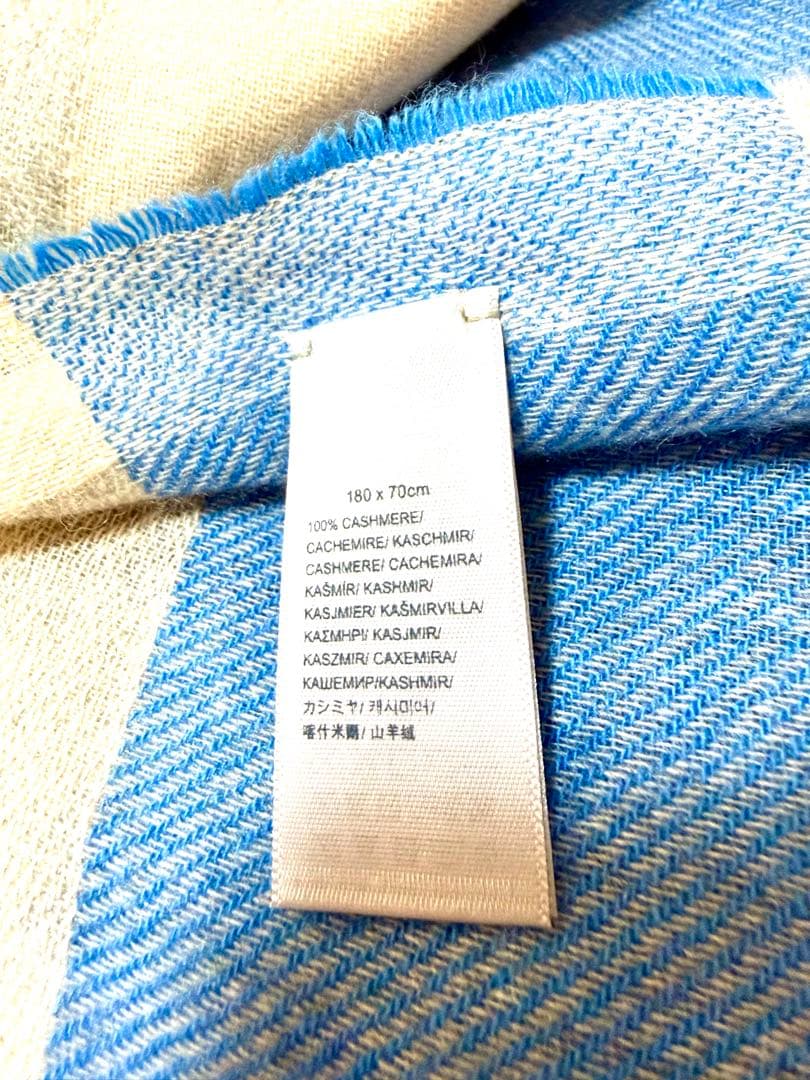 180 x 70cm
100% CASHMERE/
CACHEMIRE/ KASCHMIR/
CASHMERE/ CACHEMIRA/
KAŠMÍR/ KASHMIR/
KASJMIER/ KAŠMIRVILLA/
ΚΑΣΜΗΡΙ/ KASJMIR/
KASZMIR/ CAXEMIRA/
КАШЕМИР/KASHMIR/
カシミヤ/ 캐시미어/
喀什米爾/ 山羊绒